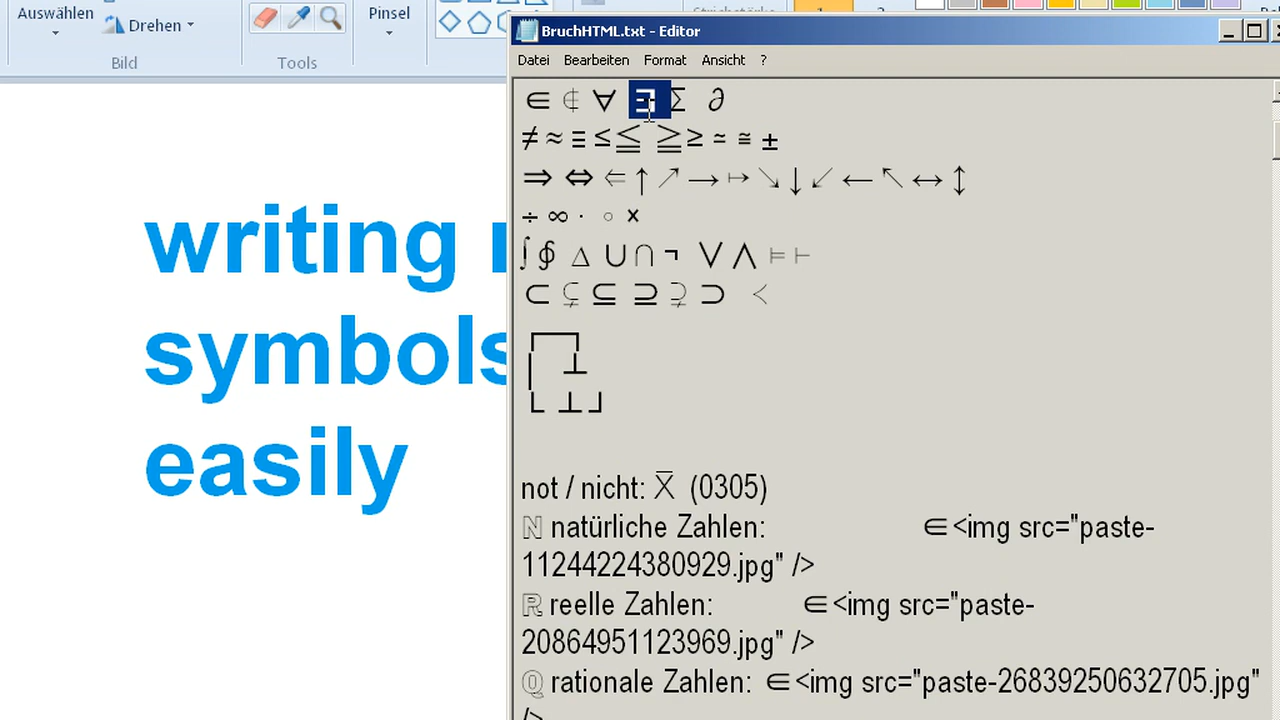 Auswählen
Drehen
Pinsel
Bild
Tools
1
BruchHTML.txt - Editor
Datei Bearbeiten Format Ansicht ?
∈ ∉ ∀ ∃ ∑ ∂
≠ ≈ ≡ ≤ ≦ ≧ ≥ ≃ ≅ ±
⇒ ⇔ ⇐ ↑ ↗ → ↦ ↘ ↓ ↙ ← ↖ ↔ ↕
÷ ∞ · ◦ ×
∫ ∮ ∆ ∪ ∩ ¬ ⋁ ⋀ ⊨ ⊢
⊂ ⊊ ⊆ ⊇ ⊋ ⊃ <
writing
symbols
easily
not / nicht: X̅ (0305)
ℕ natürliche Zahlen: ∈<img src="paste-
11244224380929.jpg" />
ℝ reelle Zahlen: ∈<img src="paste-
20864951123969.jpg" />
ℚ rationale Zahlen: ∈<img src="paste-26839250632705.jpg"
/>